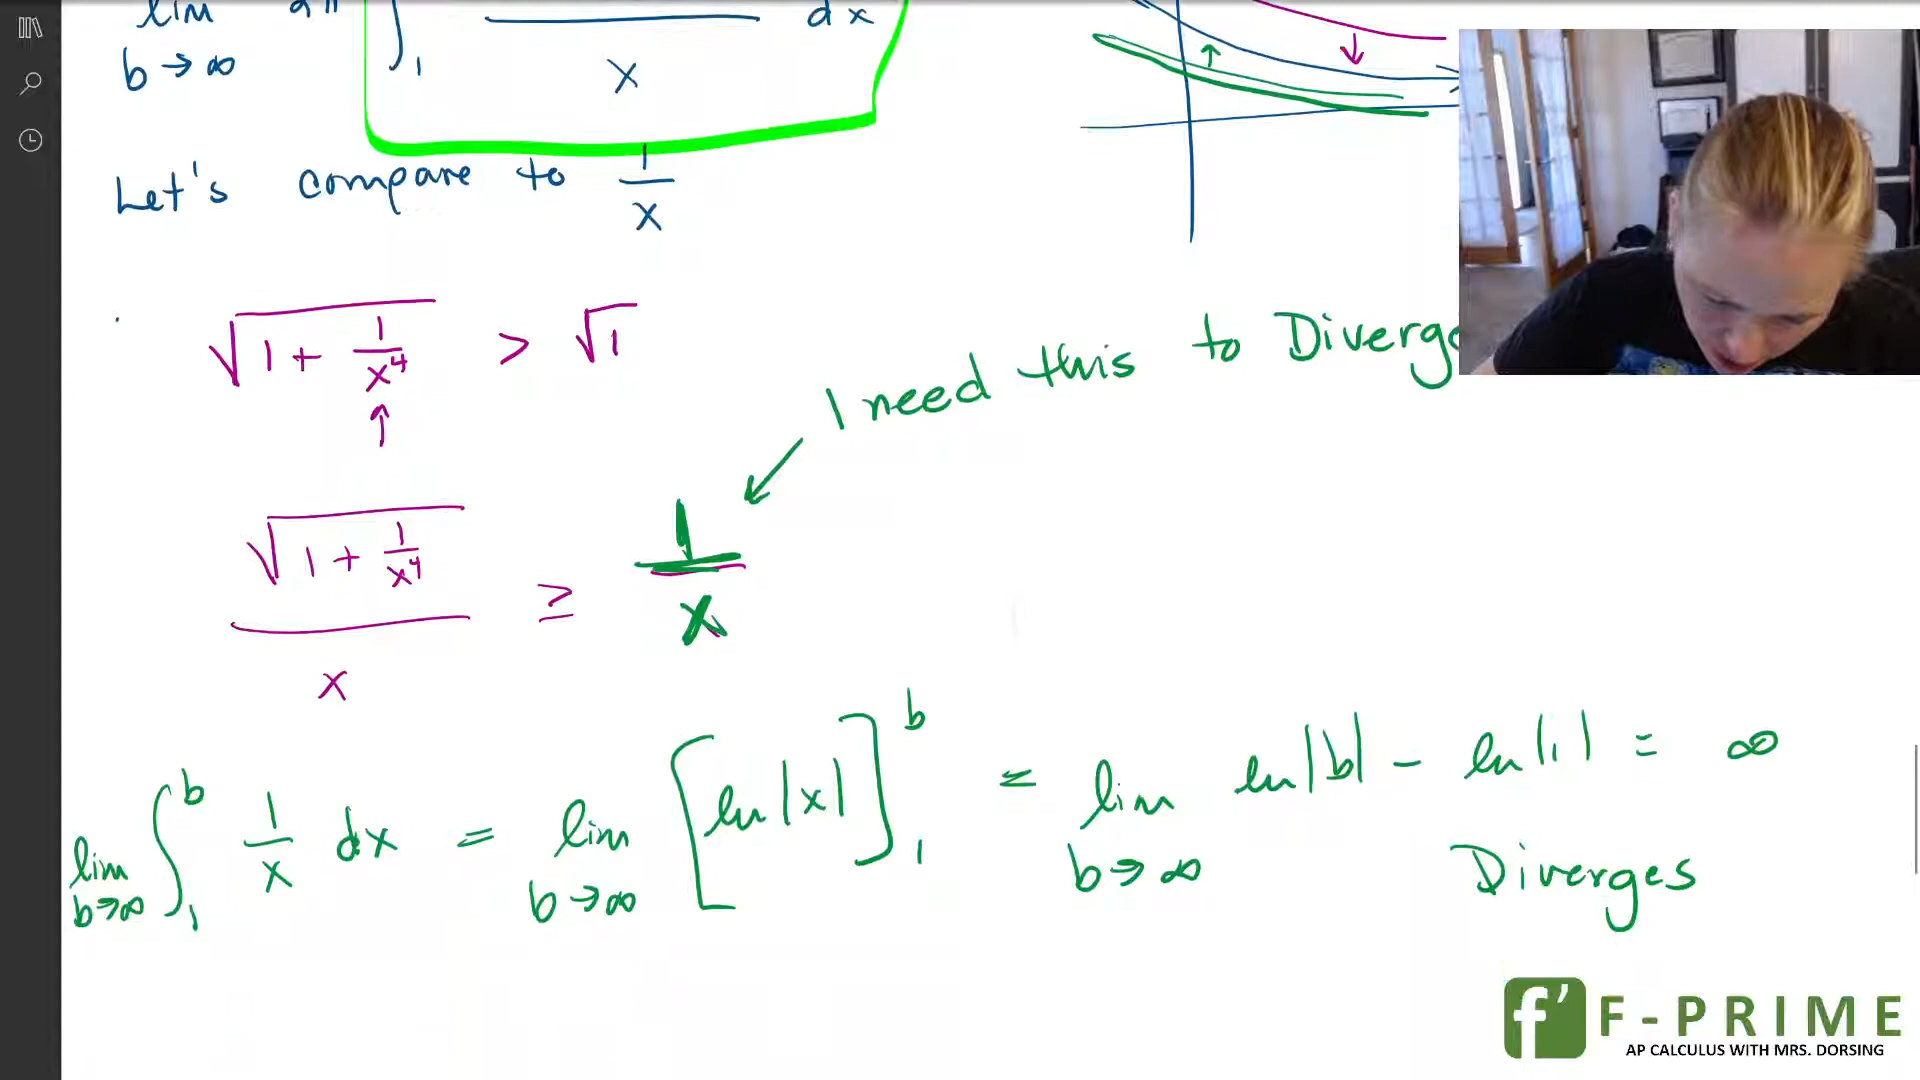 lim 2π ∫₁ ― dx
b→∞ x
Let's compare to 1/x
√(1 + 1/x⁴) > √1
↑
I need this to Diverge
√(1 + 1/x⁴)/x ≥ 1/x
lim b→∞ ∫₁ᵇ 1/x dx = lim b→∞ [ln|x|]₁ᵇ = lim b→∞ ln|b| - ln|1| = ∞
Diverges
f’ F-PRIME
AP CALCULUS WITH MRS. DORSING